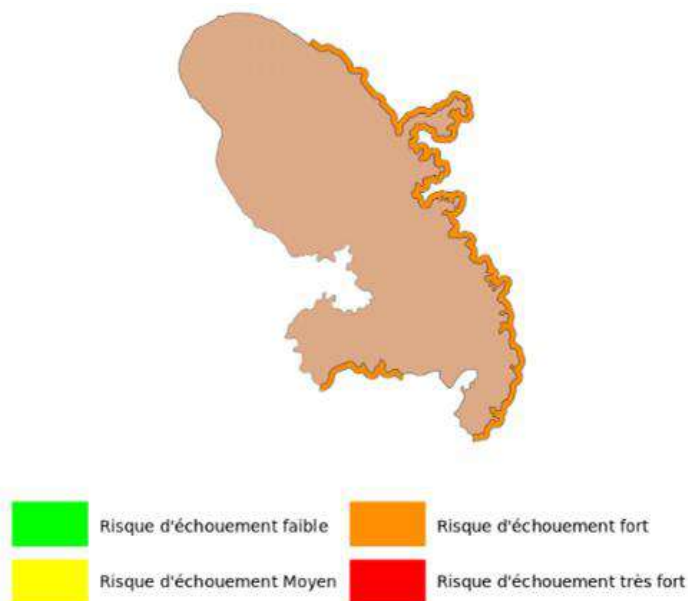 Risque d'échouement faible
Risque d'échouement fort
Risque d'échouement Moyen
Risque d'échouement très fort